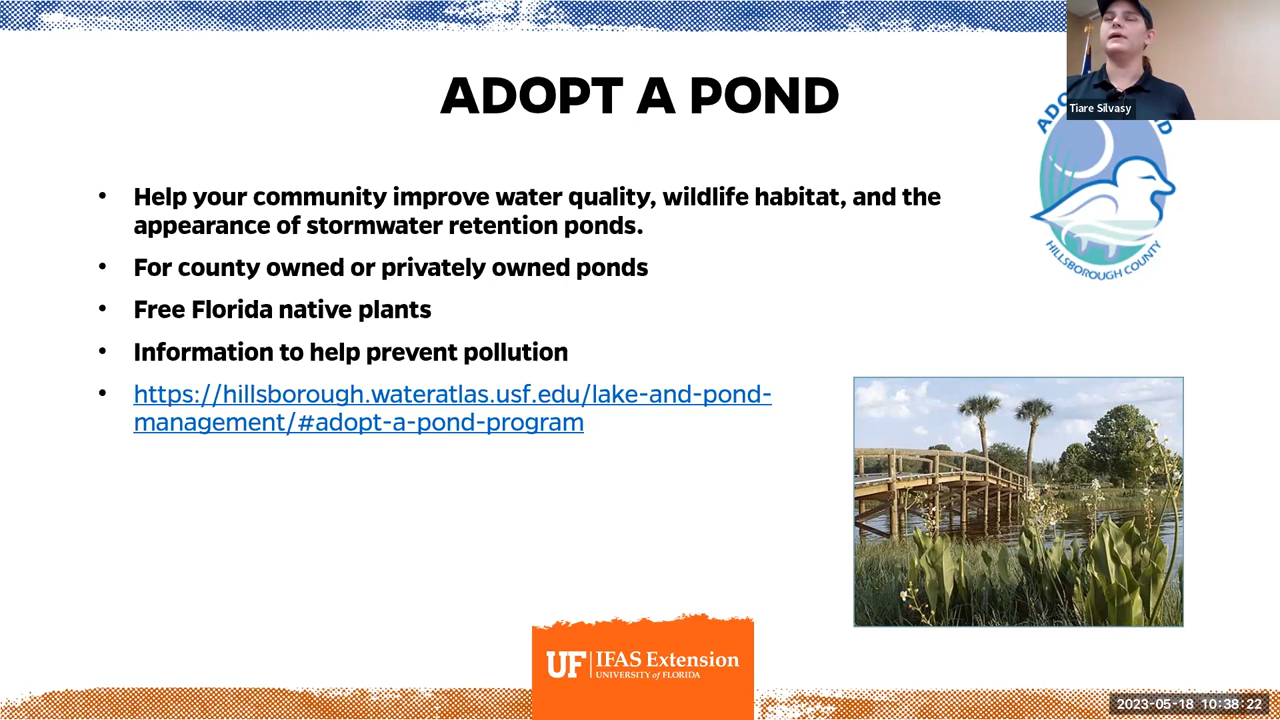 ADOPT A POND
Tiare Silvasy
HILLSBOROUGH COUNTY
• Help your community improve water quality, wildlife habitat, and the
appearance of stormwater retention ponds.
• For county owned or privately owned ponds
• Free Florida native plants
• Information to help prevent pollution
• https://hillsborough.wateratlas.usf.edu/lake-and-pond-
management/#adopt-a-pond-program
UF IFAS Extension
UNIVERSITY of FLORIDA
2023-05-18 10:38:22